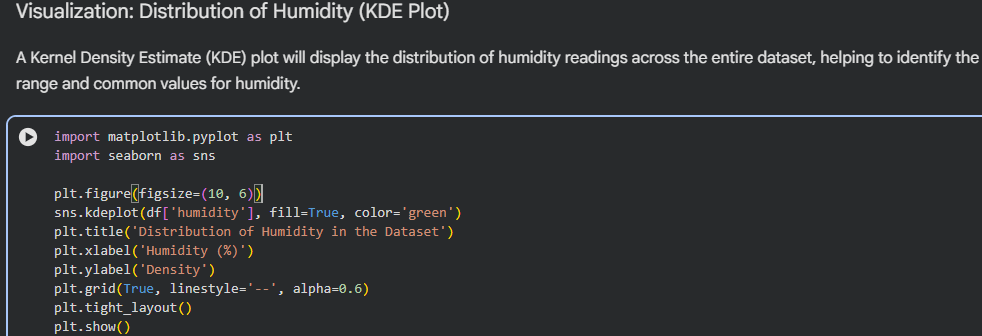 Visualization: Distribution of Humidity (KDE Plot)
A Kernel Density Estimate (KDE) plot will display the distribution of humidity readings across the entire dataset, helping to identify the
range and common values for humidity.
import matplotlib.pyplot as plt
import seaborn as sns
plt.figure(figsize=(10, 6))
sns.kdeplot(df['humidity'], fill=True, color='green')
plt.title('Distribution of Humidity in the Dataset')
plt.xlabel('Humidity (%)')
plt.ylabel('Density')
plt.grid(True, linestyle='--', alpha=0.6)
plt.tight_layout()
plt.show()